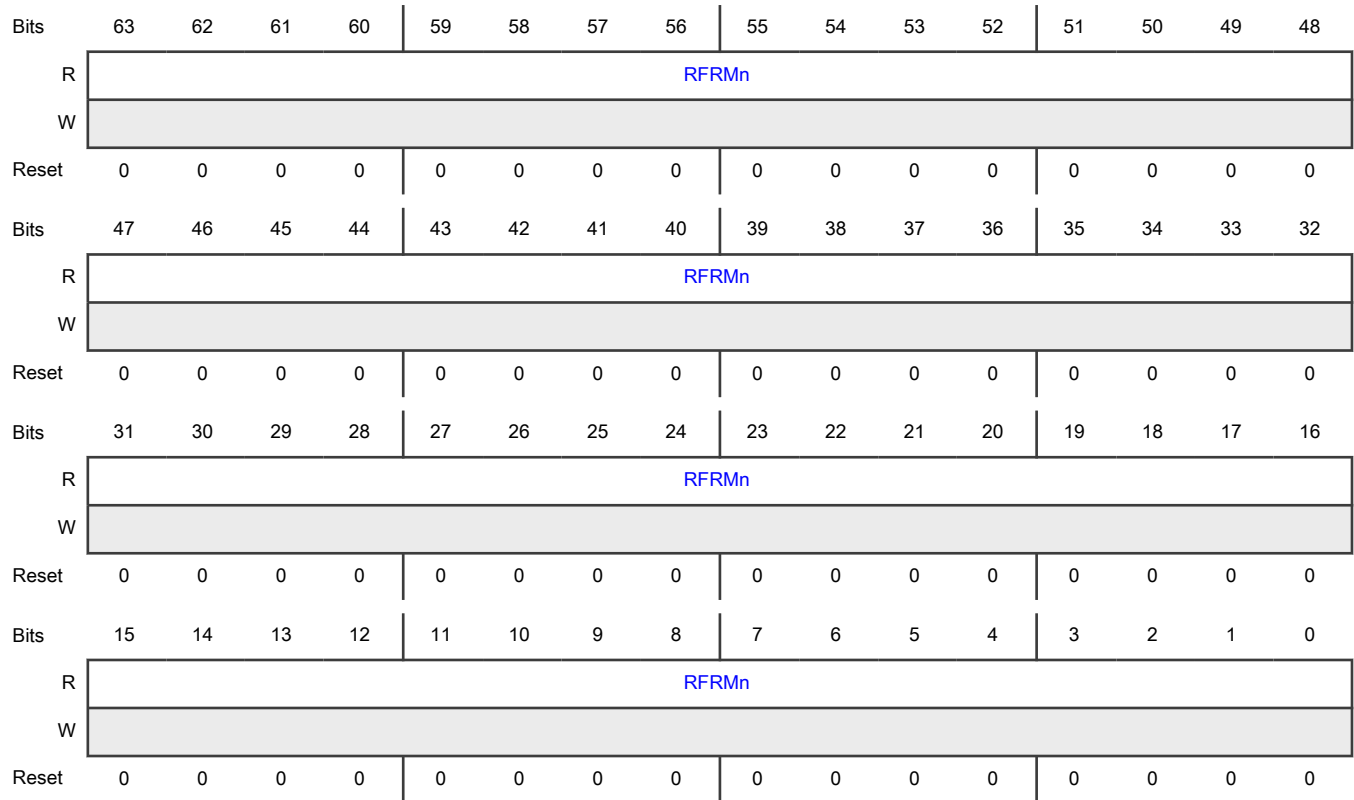 Bits 63 62 61 60 59 58 57 56 55 54 53 52 51 50 49 48
R RFRMn
W
Reset 0 0 0 0 0 0 0 0 0 0 0 0 0 0 0 0
Bits 47 46 45 44 43 42 41 40 39 38 37 36 35 34 33 32
R RFRMn
W
Reset 0 0 0 0 0 0 0 0 0 0 0 0 0 0 0 0
Bits 31 30 29 28 27 26 25 24 23 22 21 20 19 18 17 16
R RFRMn
W
Reset 0 0 0 0 0 0 0 0 0 0 0 0 0 0 0 0
Bits 15 14 13 12 11 10 9 8 7 6 5 4 3 2 1 0
R RFRMn
W
Reset 0 0 0 0 0 0 0 0 0 0 0 0 0 0 0 0